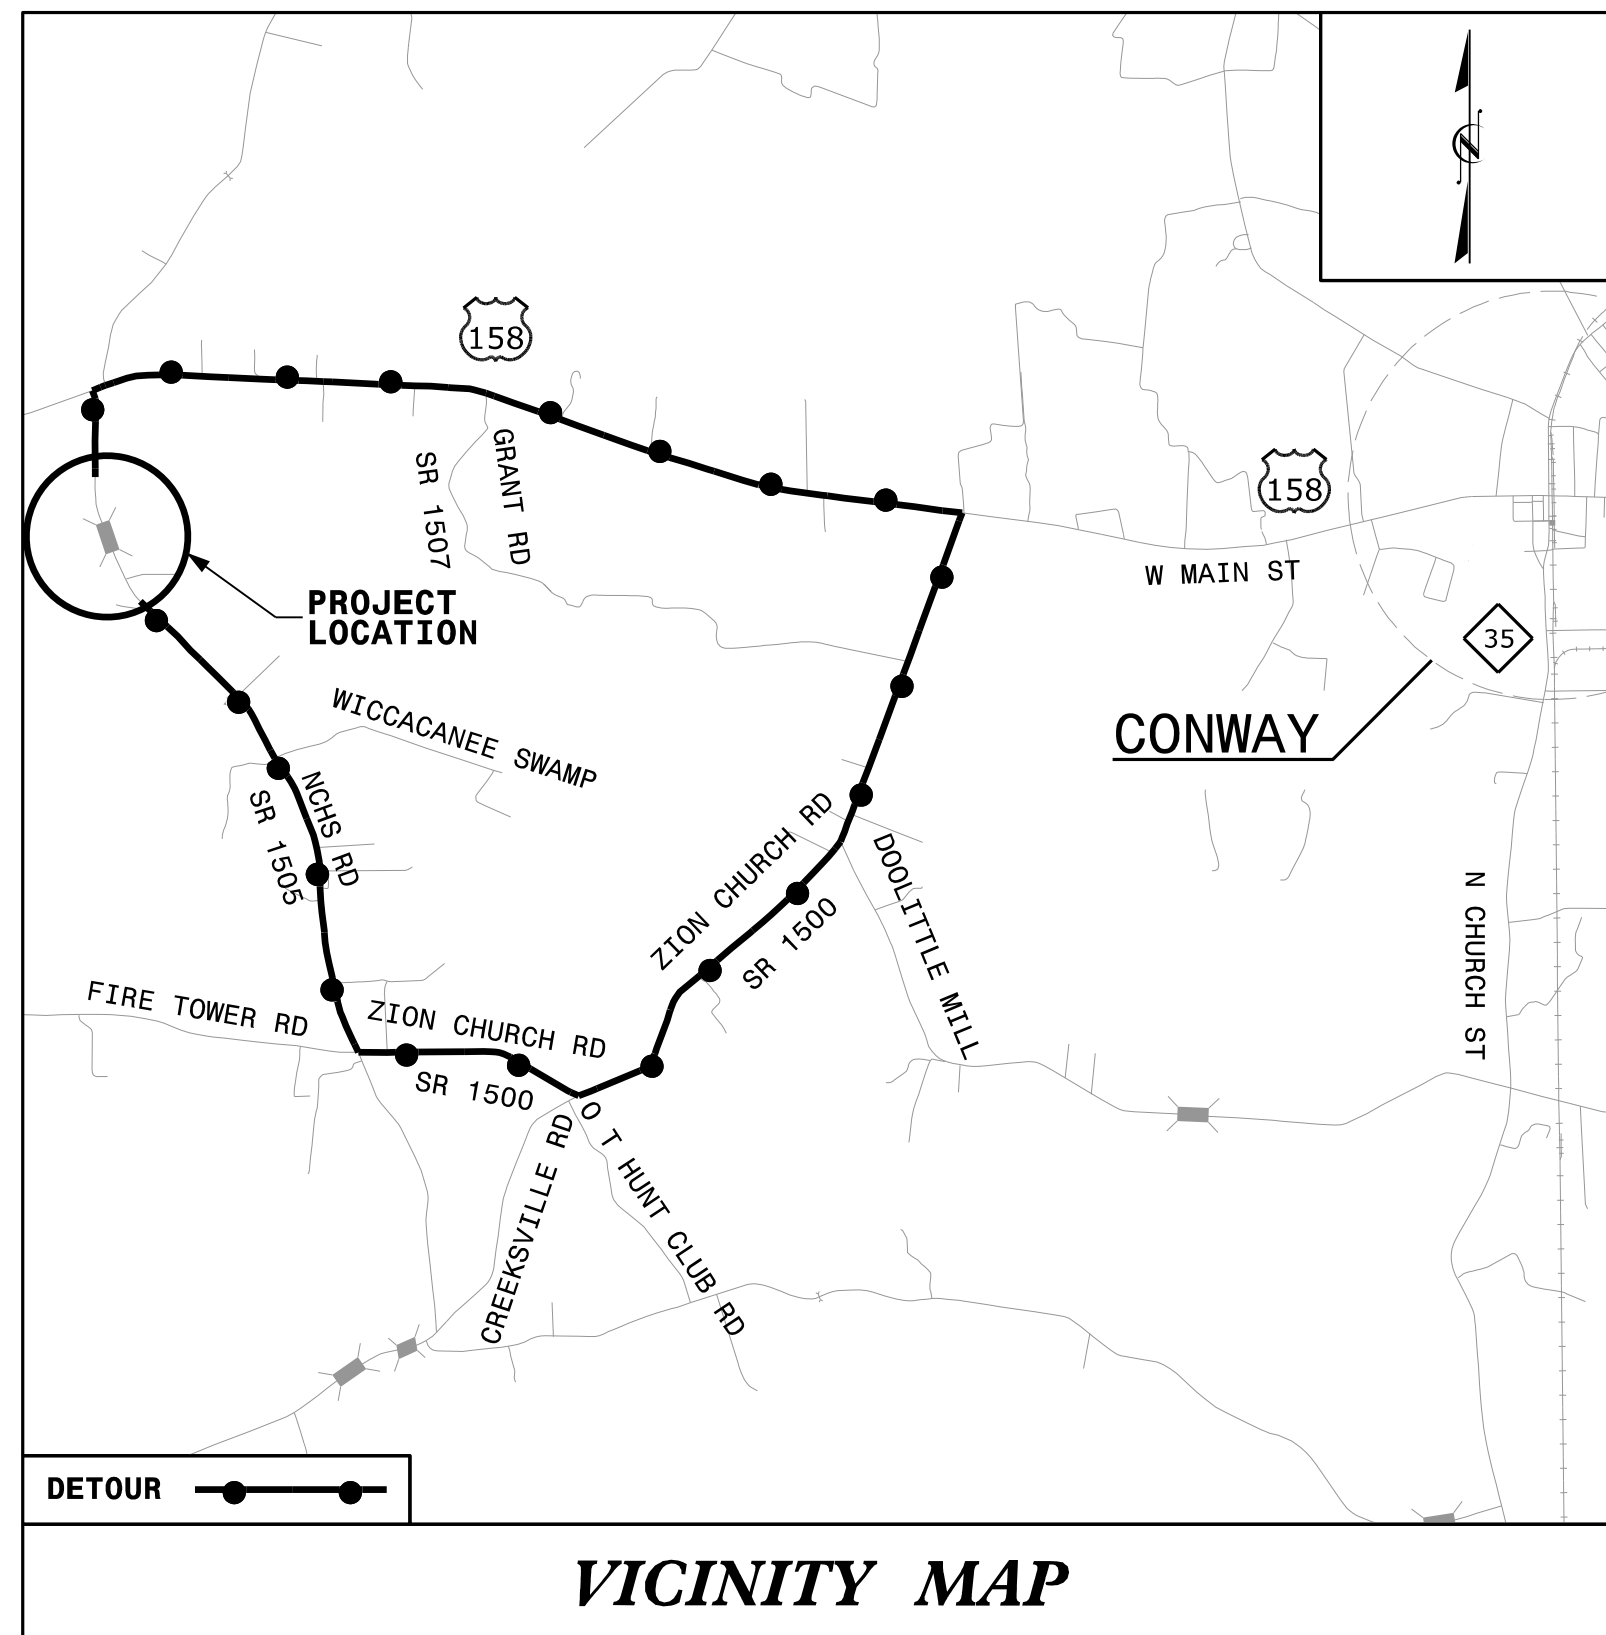 N
158
GRANT RD
SR 1507
158
W MAIN ST
PROJECT
LOCATION
35
WICCACANEE SWAMP
CONWAY
NCHS RD
SR 1505
ZION CHURCH RD
SR 1500
DOOLITTLE MILL
N CHURCH ST
FIRE TOWER RD
ZION CHURCH RD
SR 1500
CREEKSVILLE RD
O T HUNT CLUB RD
DETOUR
VICINITY MAP